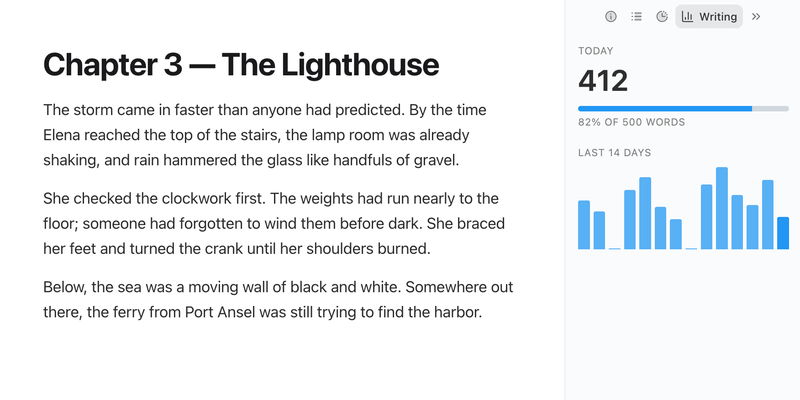 Writing
Chapter 3 — The Lighthouse
The storm came in faster than anyone had predicted. By the time
Elena reached the top of the stairs, the lamp room was already
shaking, and rain hammered the glass like handfuls of gravel.
She checked the clockwork first. The weights had run nearly to the
floor; someone had forgotten to wind them before dark. She braced
her feet and turned the crank until her shoulders burned.
Below, the sea was a moving wall of black and white. Somewhere out
there, the ferry from Port Ansel was still trying to find the harbor.
TODAY
412
82% OF 500 WORDS
LAST 14 DAYS